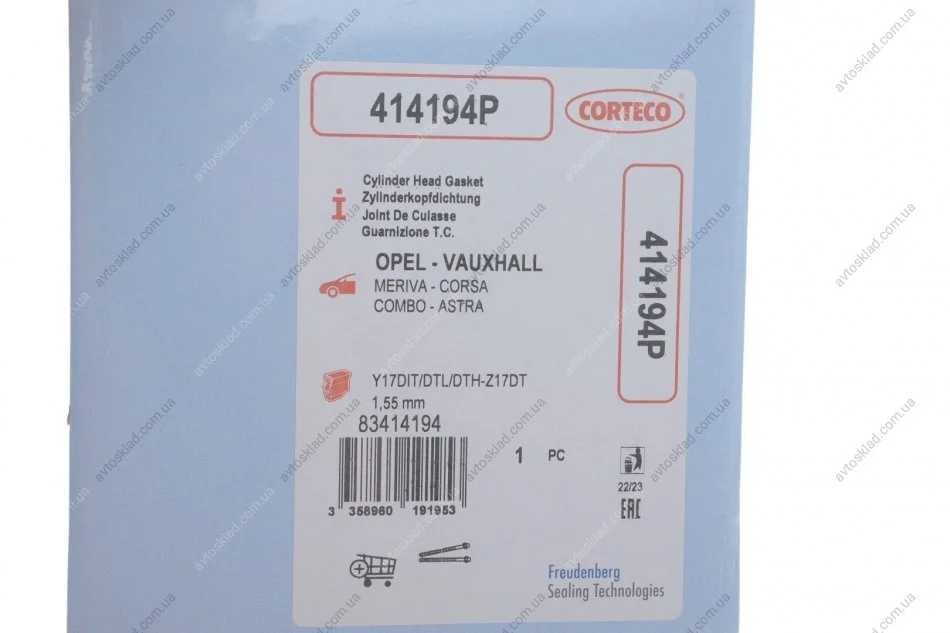 414194P
CORTECO
Cylinder Head Gasket
Zylinderkopfdichtung
Joint De Culasse
Guarnizione T.C.
OPEL - VAUXHALL
MERIVA - CORSA
COMBO - ASTRA
414194P
Y17DIT/DTL/DTH-Z17DT
1,55 mm
83414194
1 PC
3 358960 191953
22/23
EAC
Freudenberg
Sealing Technologies
avtosklad.com.ua